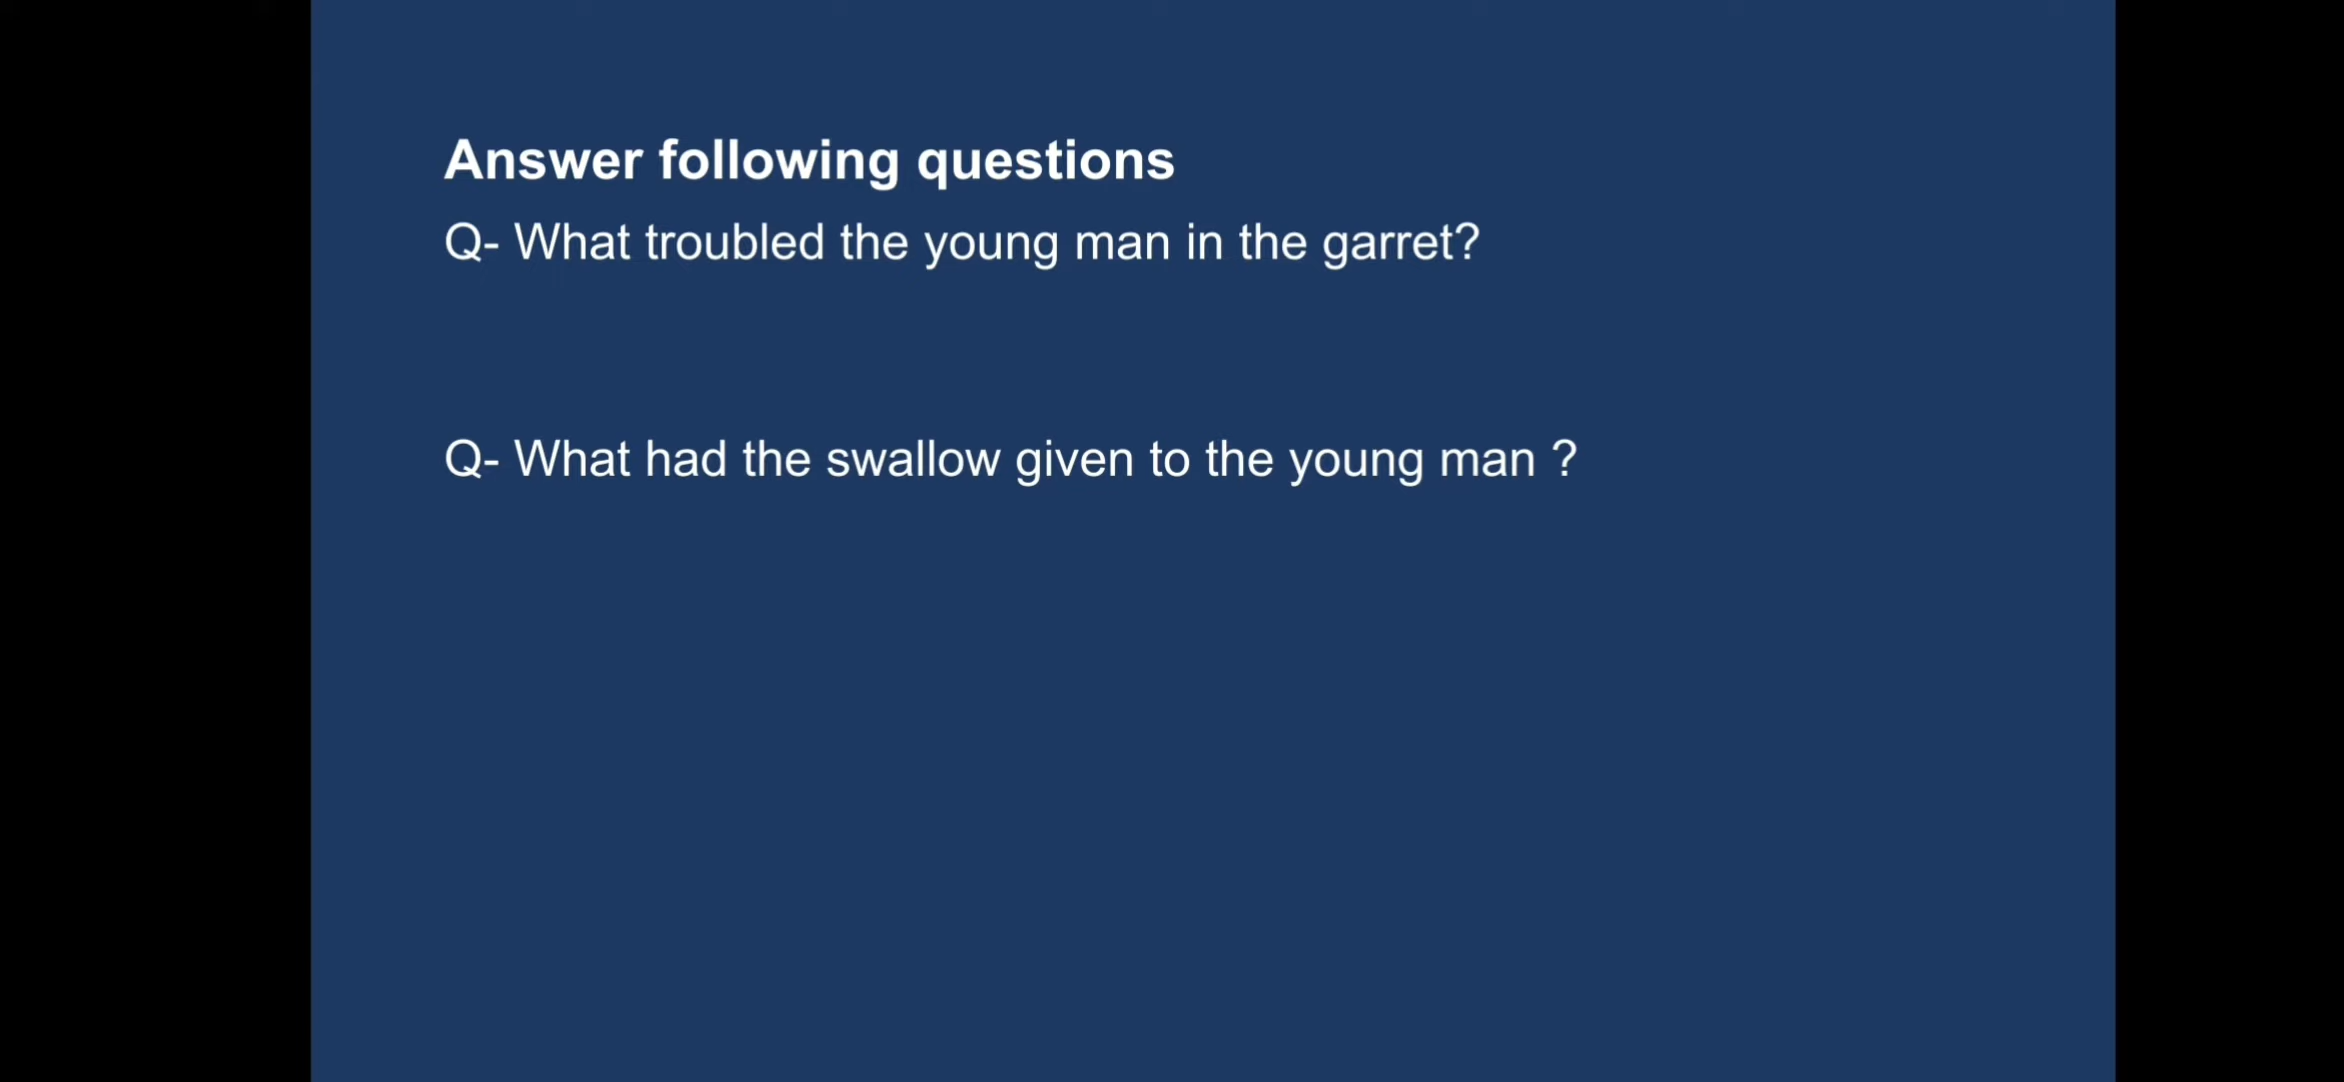 Answer following questions
Q- What troubled the young man in the garret?
Q- What had the swallow given to the young man ?